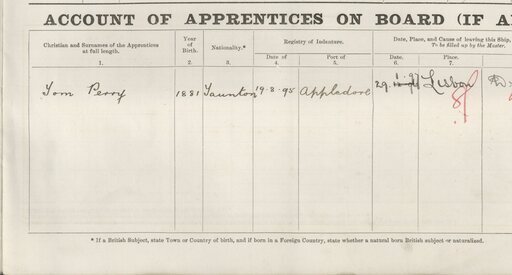 ACCOUNT OF APPRENTICES ON BOARD (IF
Christian and Surnames of the Apprentices at full length.
Year of Birth.
Nationality.*
Registry of Indenture.
Date, Place, and Cause of leaving this Ship,
To be filled up by the Master.
Date of
Port of
Date.
Place.
1. 2. 3. 4. 5. 6. 7.
Tom Perry 1881 Taunton 19.8.95 Appledore 29. Lisbon
* If a British Subject, state Town or Country of birth, and if born in a Foreign Country, state whether a natural born British subject or naturalized.